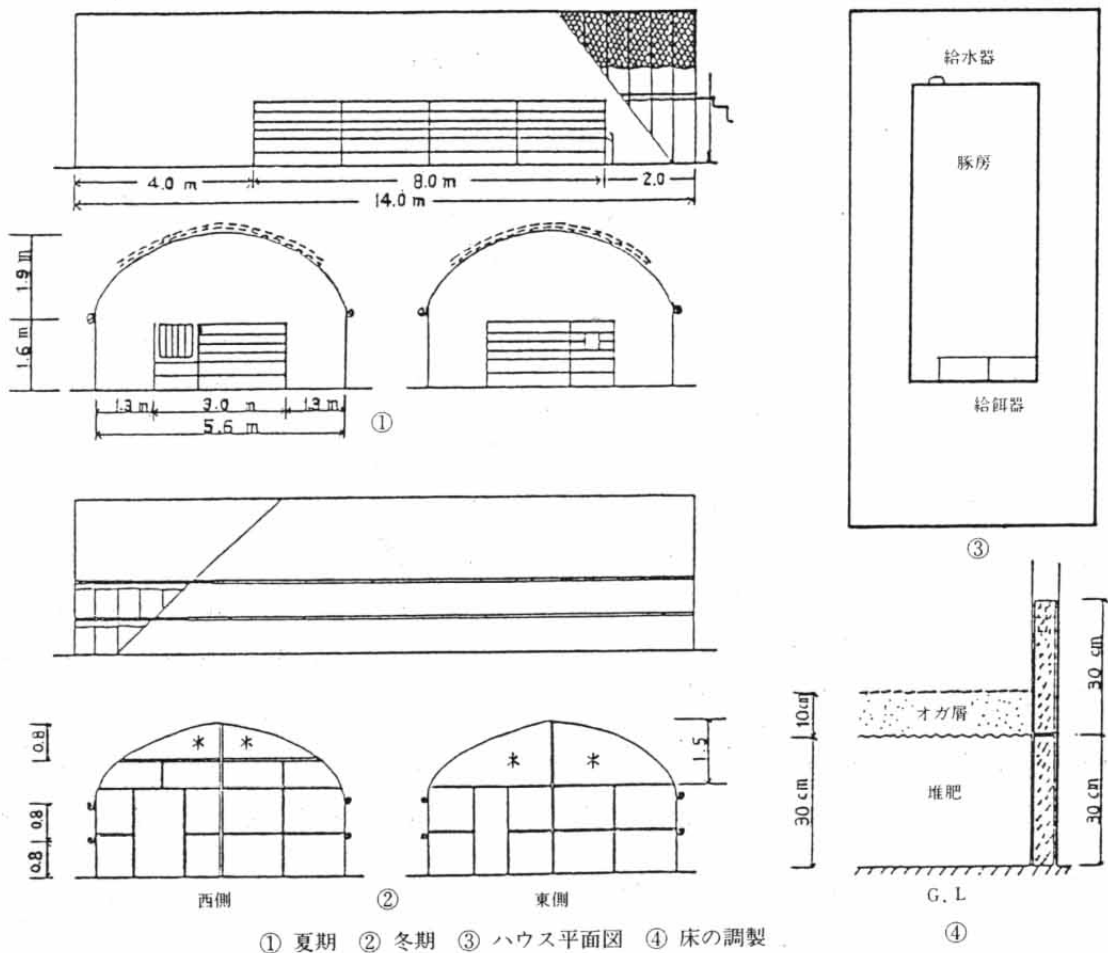 4.0 m
8.0 m
2.0
14.0 m
1.9 m
1.6 m
1.3 m
3.0 m
1.3 m
5.6 m
①
給水器
豚房
給餌器
③
0.8
0.8
0.8
西側
②
1.5
東側
10cm
30cm
オガ屑
堆肥
30 cm
30 cm
G. L
④
① 夏期 ② 冬期 ③ ハウス平面図 ④ 床の調製